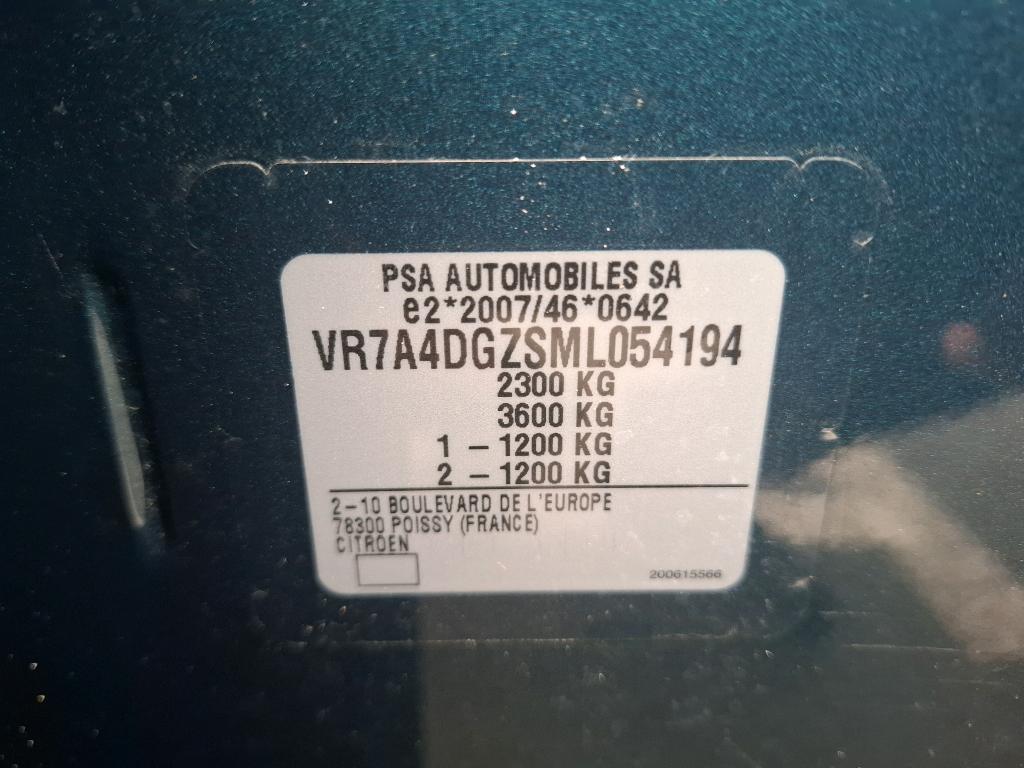 PSA AUTOMOBILES SA
e2*2007/46*0642
VR7A4DGZSML054194
2300 KG
3600 KG
1 – 1200 KG
2 – 1200 KG
2–10 BOULEVARD DE L'EUROPE
78300 POISSY (FRANCE)
CITROEN
200615566